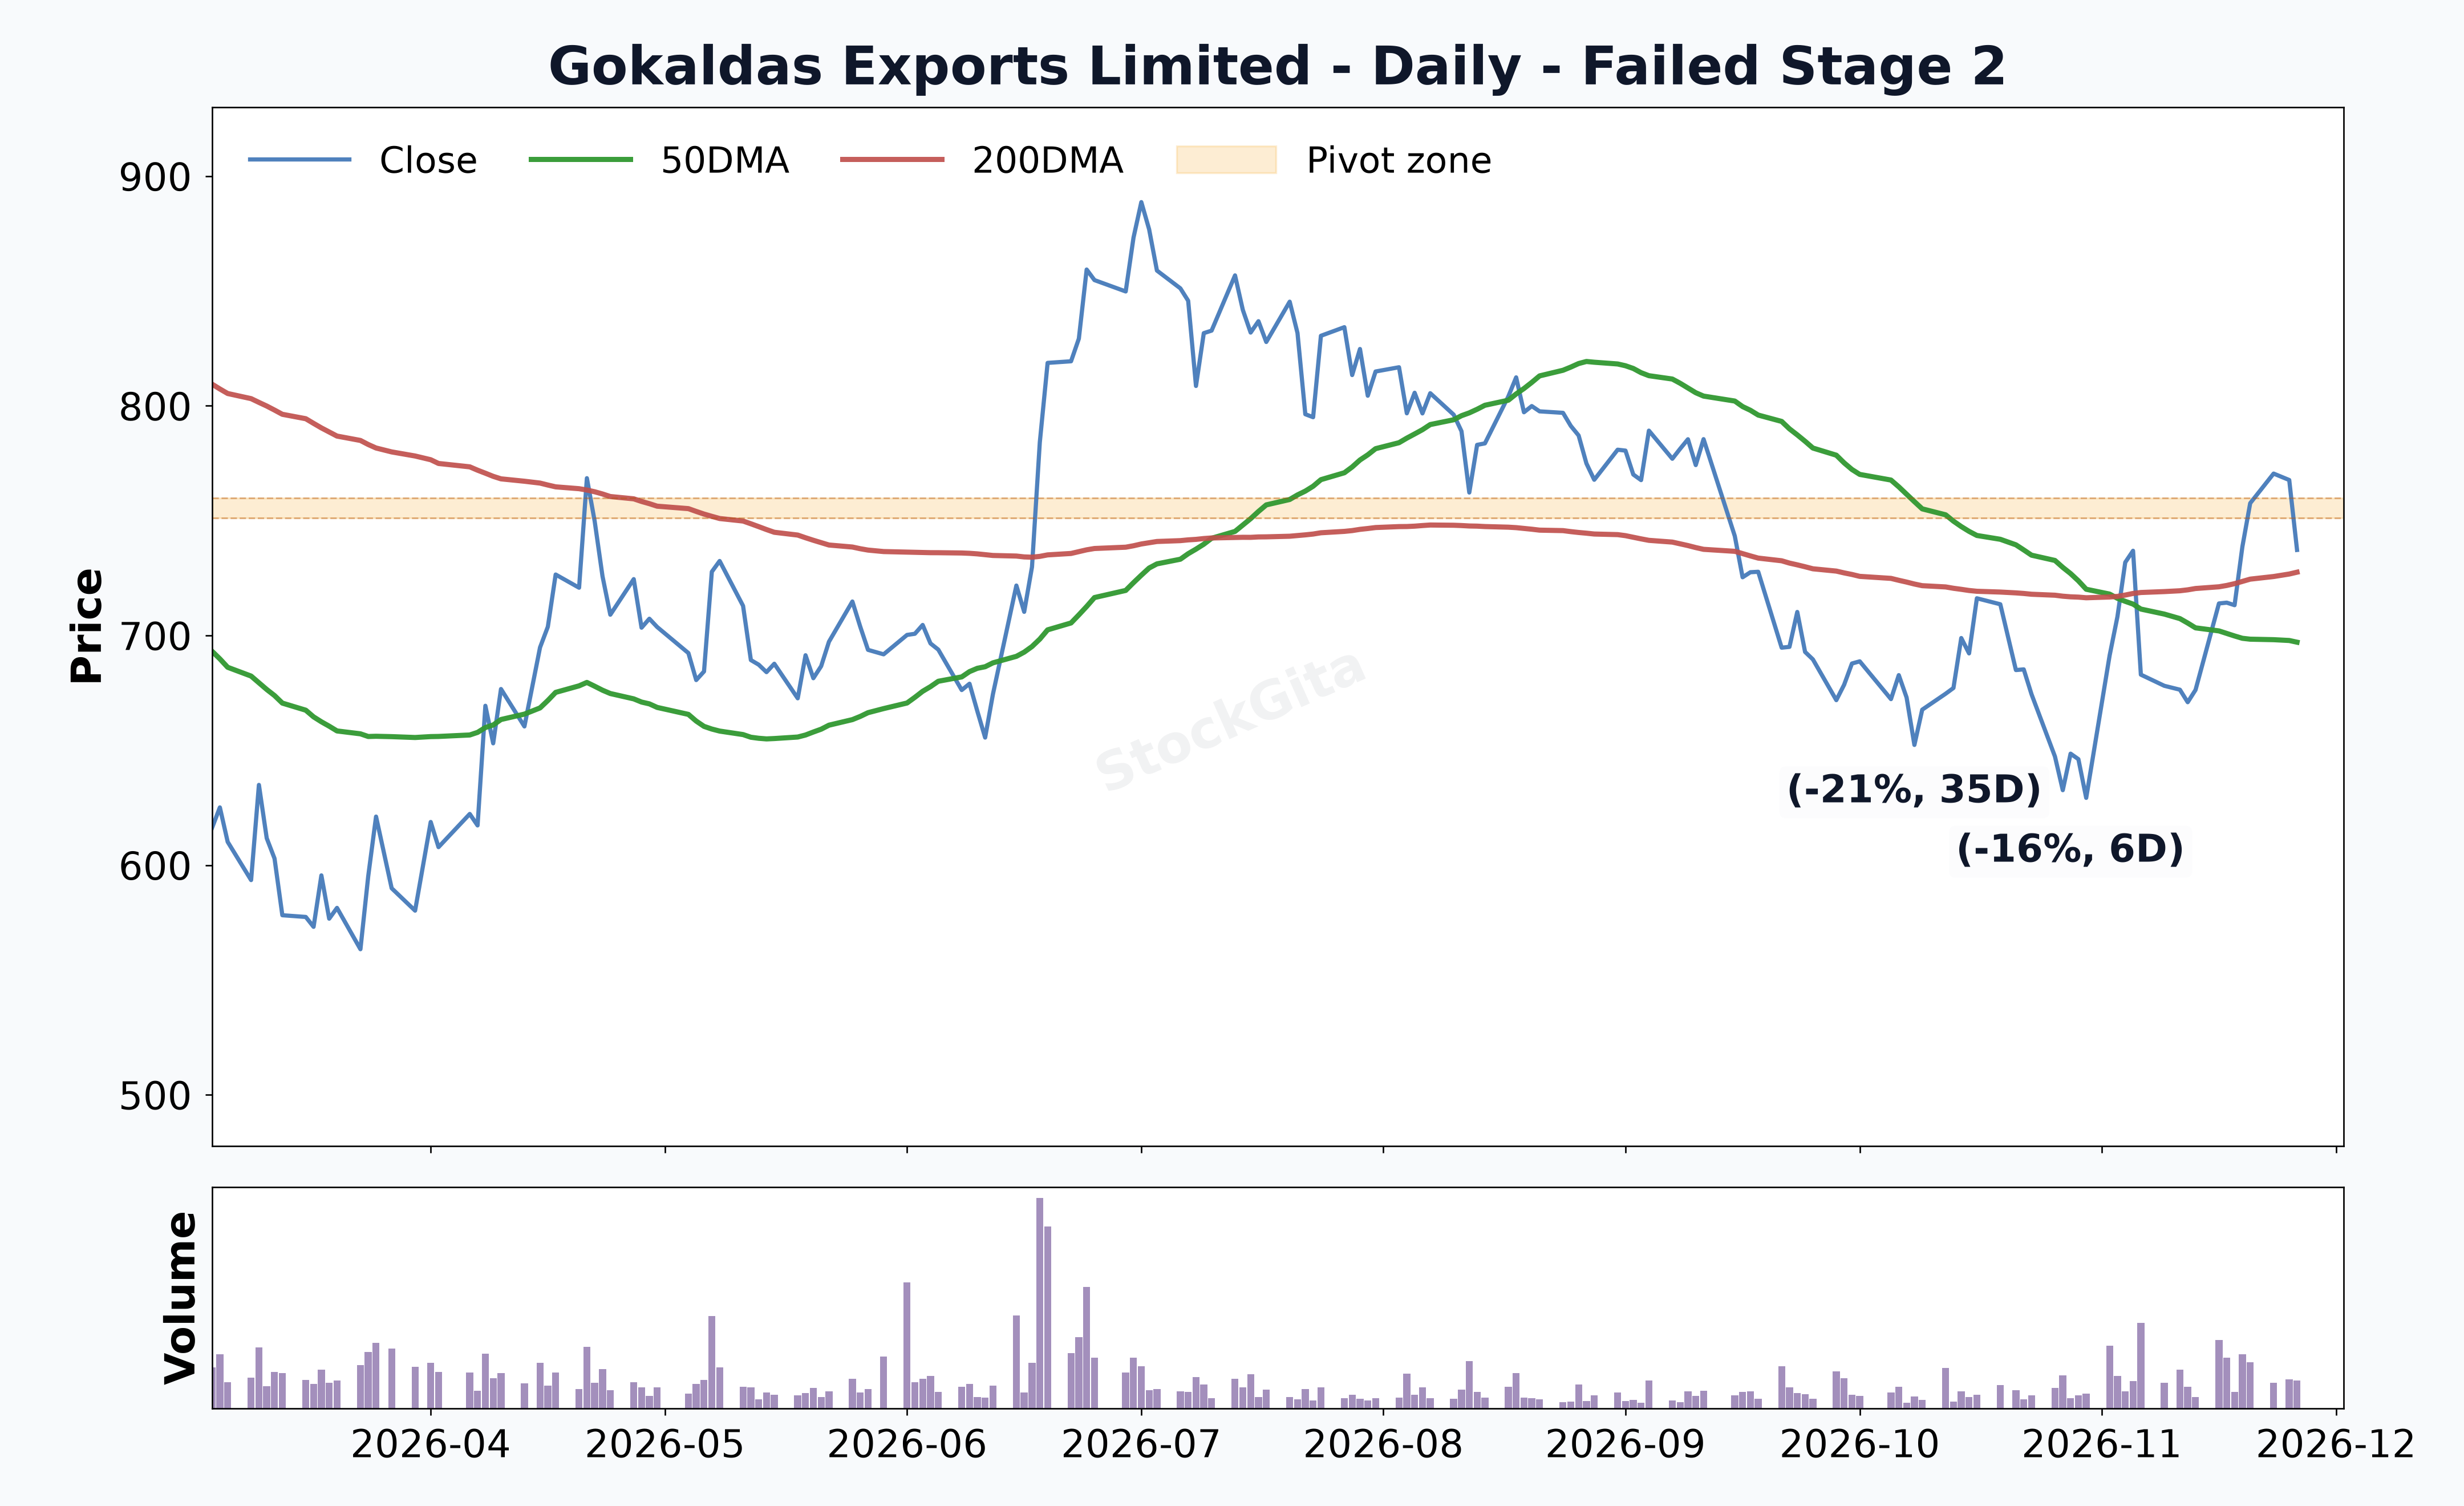 Gokaldas Exports Limited - Daily - Failed Stage 2
Close 50DMA 200DMA Pivot zone
900
800
700
600
500
Price
StockGita
(-21%, 35D)
(-16%, 6D)
Volume
2026-04 2026-05 2026-06 2026-07 2026-08 2026-09 2026-10 2026-11 2026-12